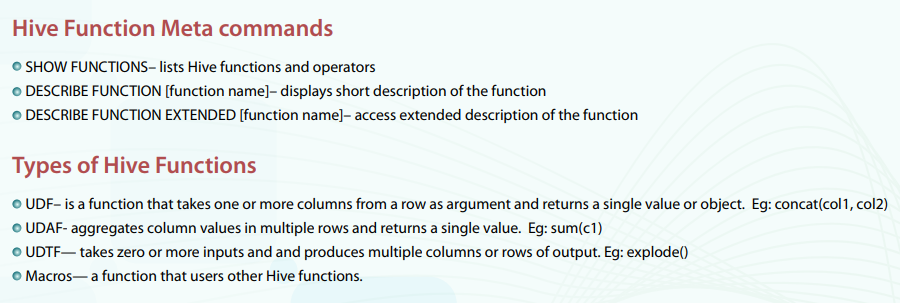 Hive Function Meta commands
SHOW FUNCTIONS– lists Hive functions and operators
DESCRIBE FUNCTION [function name]– displays short description of the function
DESCRIBE FUNCTION EXTENDED [function name]– access extended description of the function
Types of Hive Functions
UDF– is a function that takes one or more columns from a row as argument and returns a single value or object.  Eg: concat(col1, col2)
UDAF- aggregates column values in multiple rows and returns a single value.  Eg: sum(c1)
UDTF— takes zero or more inputs and and produces multiple columns or rows of output. Eg: explode()
Macros— a function that users other Hive functions.